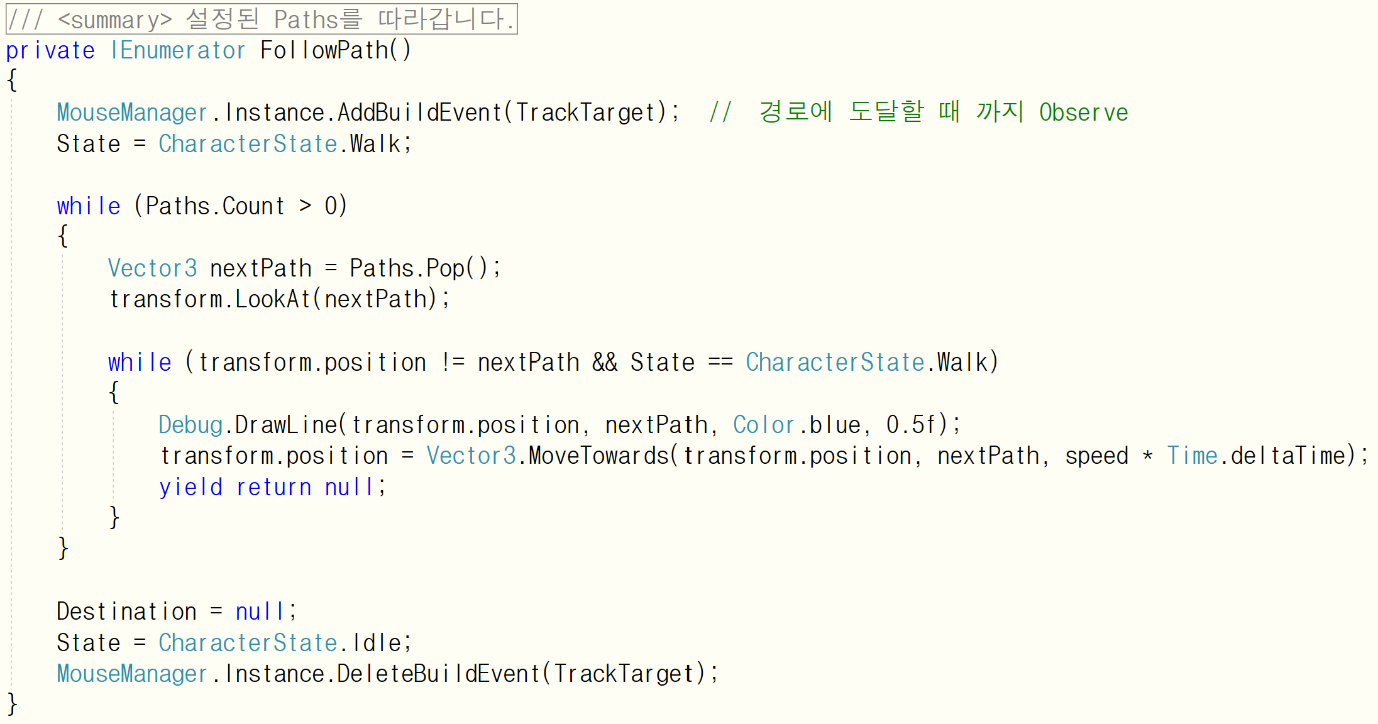 /// <summary> 설정된 Paths를 따라갑니다.
private IEnumerator FollowPath()
{
MouseManager.Instance.AddBuildEvent(TrackTarget); // 경로에 도달할 때 까지 Observe
State = CharacterState.Walk;
while (Paths.Count > 0)
{
Vector3 nextPath = Paths.Pop();
transform.LookAt(nextPath);
while (transform.position != nextPath && State == CharacterState.Walk)
{
Debug.DrawLine(transform.position, nextPath, Color.blue, 0.5f);
transform.position = Vector3.MoveTowards(transform.position, nextPath, speed * Time.deltaTime);
yield return null;
}
}
Destination = null;
State = CharacterState.Idle;
MouseManager.Instance.DeleteBuildEvent(TrackTarget);
}